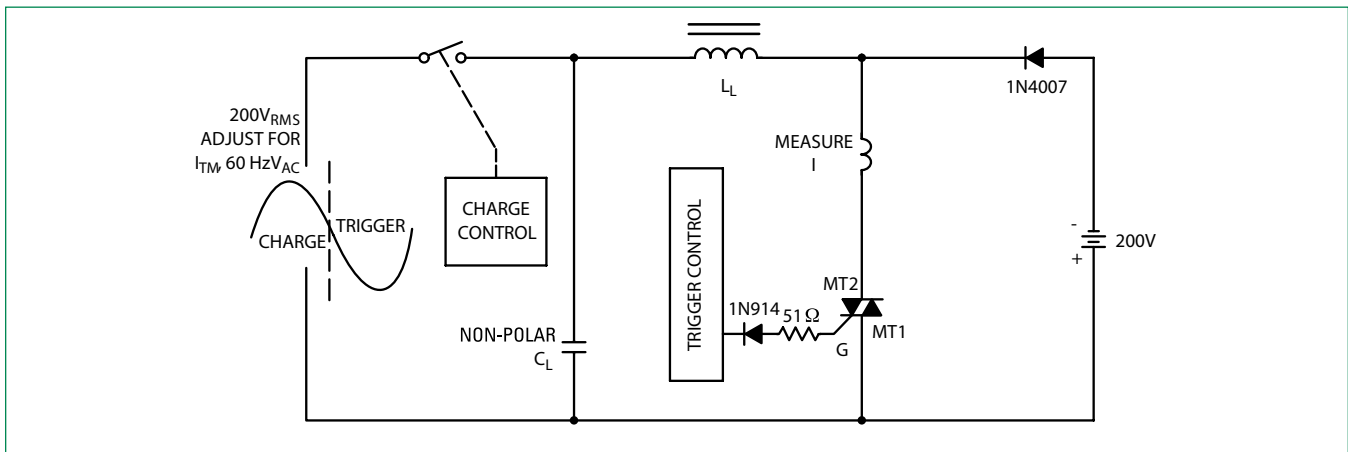 200V_RMS
ADJUST FOR
I_TM, 60 HzV_AC
CHARGE
TRIGGER
CHARGE
CONTROL
NON-POLAR
C_L
L_L
TRIGGER CONTROL
1N914
51 Ω
G
MEASURE
I
MT2
MT1
1N4007
-
+
200V